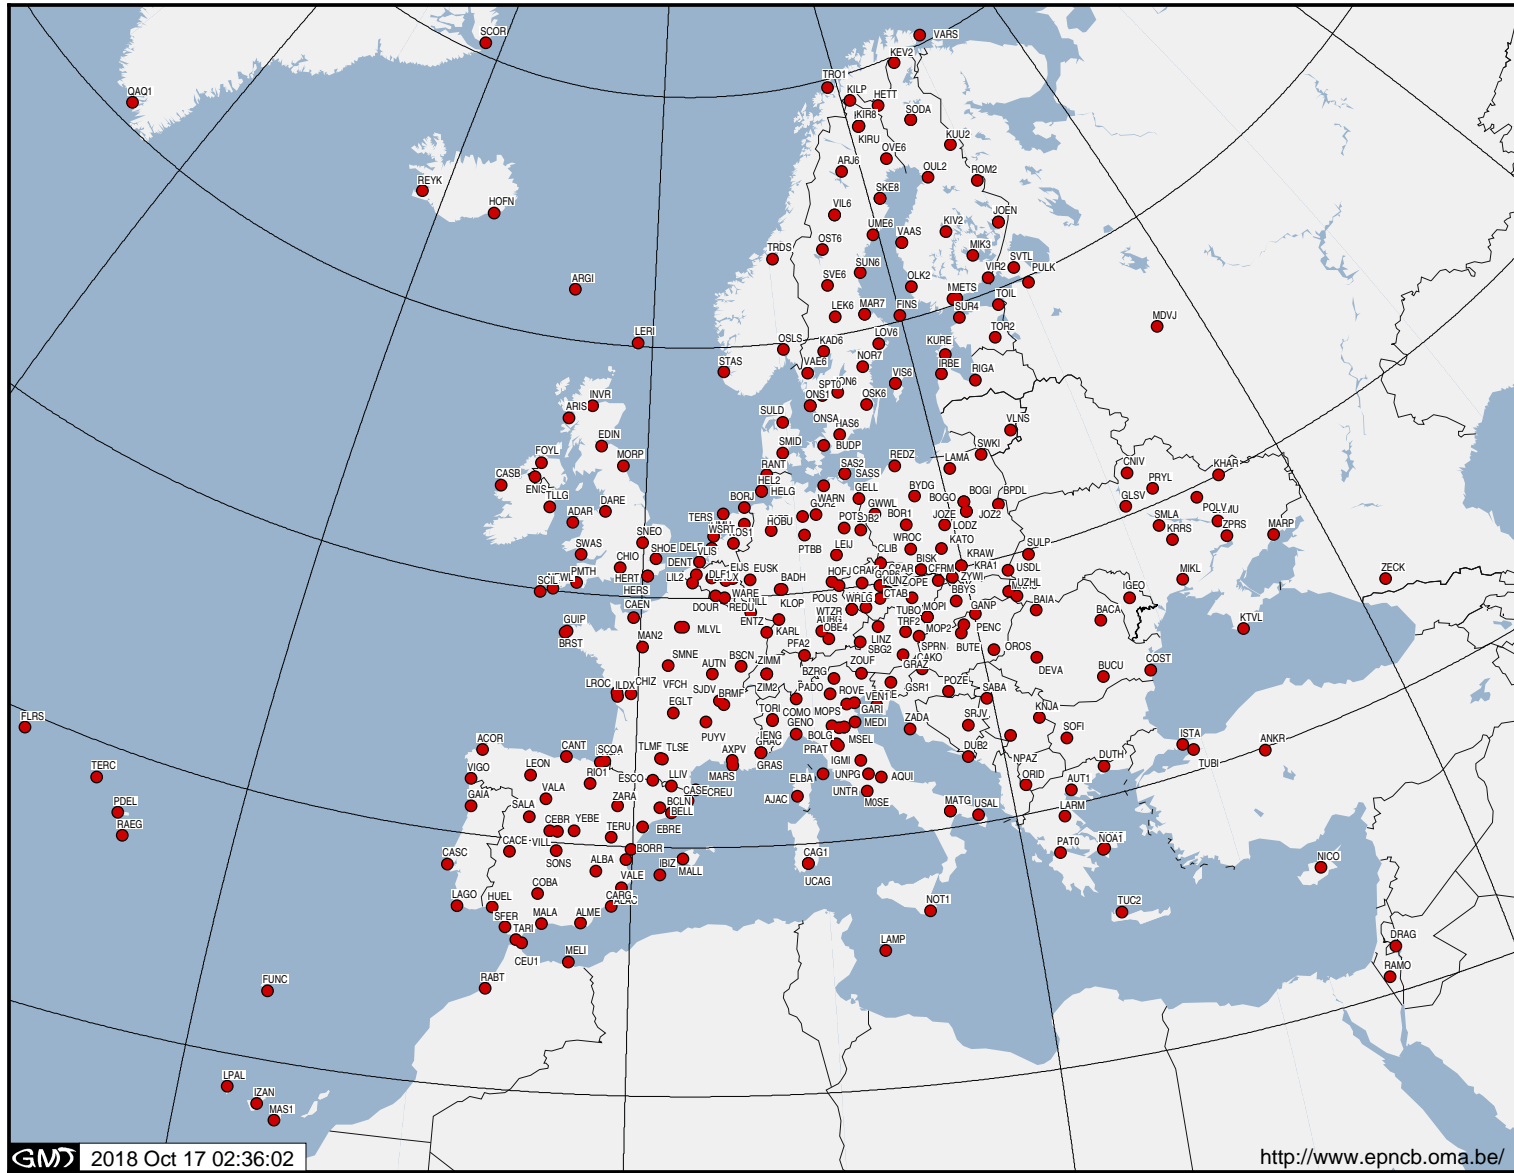 SCOR
VARS
KEV2
TRO1
QAQ1
KILP
HETT
KIR8
SODA
KIRU
KUU2
OVE6
ARJ6
OUL2
ROM2
REYK
SKE8
HOFN
VIL6
JOEN
UME6
KIV2
VAAS
OST6
TRDS
MIK3
SVTL
SUN6
VIR2
PULK
ARGI
SVE6
OLK2
METS
TOIL
LEK6
MAR7
FINS
SUR4
MDVJ
LERI
LOV6
TOR2
OSLS
KAD6
KURE
STAS
VAE6
NOR7
IRBE
VIS6
RIGA
SPT0
JON6
INVR
ONS1
OSK6
ARIS
SULD
ONSA
HAS6
VLNS
EDIN
SMID
BUDP
FOYL
MORP
RANT
SAS2
SASS
REDZ
LAMA
SWKI
CNIV
KHAR
CASB
ENIS
HEL2
HELG
WARN
GELL
BYDG
BOGI
BPDL
PRYL
TLLG
DARE
BORJ
GWWL
BOGO
GLSV
POLV
ADAR
TERS
HOBU
POTS
BOR1
JOZE
JOZ2
SMLA
KRRS
ZPRS
MARP
SNEO
WSRT
LODZ
SWAS
SHOE
DELF
PTBB
LEIJ
WROC
KATO
SULP
CHIO
VLIS
CLIB
KRAW
DENT
KRA1
USDL
MIKL
ZECK
SCIL
PMTH
HERT
LIL2
DLF1
EIJS
EUSK
BADH
HOFJ
BISK
CFRM
ZYWI
HERS
WARE
KUNZ
BBYS
MUZHL
IGEO
CAEN
DOUR
REDU
KLOP
POUS
CTAB
BAIA
BACA
KTVL
GUIP
BRST
MAN2
MLVL
ENTZ
KARL
WTZR
TUBO
MOPI
GANP
PENC
OBE4
LINZ
TRF2
MOP2
SMNE
AUTN
BSCN
ZIMM
PFA2
SBG2
SPRN
BUTE
OROS
CAKO
DEVA
BUCU
COST
LROC
ILDX
CHIZ
VFCH
BZRG
ZOUF
GRAZ
GSR1
POZE
SABA
SJDV
BRMF
ZIM2
PADO
ROVE
VEN1
EGLT
TORI
COMO
MOPS
GARI
FLRS
PUYV
IENG
GENO
MEDI
ZADA
SRJV
KNJA
SOFI
ISTA
ANKR
ACOR
CANT
SCOA
TLMF
TLSE
AXPV
GRAS
BOLG
PRAT
MSEL
DUB2
NPAZ
DUTH
TUBI
TERC
VIGO
LEON
RIO1
ESCO
LLIV
MARS
ELBA
IGMI
UNPG
AQUI
ORID
AUT1
PDEL
GAIA
VALA
ZARA
CREU
AJAC
UNTR
MOSE
MATG
USAL
LARM
RAEG
SALA
CEBR
YEBE
TERU
BCLN
BELL
EBRE
CASC
CACE
VILL
SONS
BORR
PAT0
NOA1
ALBA
IBIZ
MALL
CAG1
UCAG
NICO
LAGO
HUEL
COBA
VALE
CARG
SFER
MALA
ALME
NOT1
TUC2
TARI
CEU1
MELI
LAMP
DRAG
FUNC
RABT
RAMO
LPAL
IZAN
MAS1
GMT 2018 Oct 17 02:36:02
http://www.epncb.oma.be/